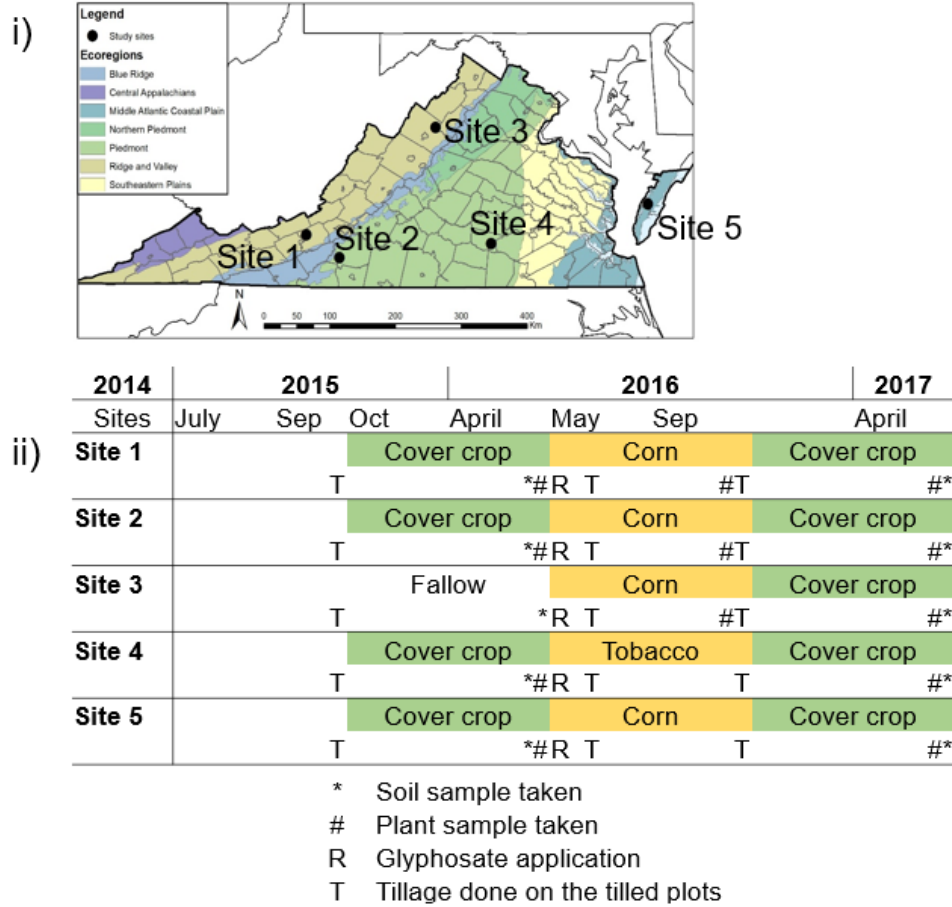 i)
Legend
Study sites
Ecoregions
Blue Ridge
Central Appalachians
Middle Atlantic Coastal Plain
Northern Piedmont
Piedmont
Ridge and Valley
Southeastern Plains
Site 3
Site 4
Site 5
Site 1
Site 2
N
0 50 100 200 300 400
Km
ii)
2014 2015 2016 2017
Sites July Sep Oct April May Sep April
Site 1 Cover crop Corn Cover crop
T *# R T #T #*
Site 2 Cover crop Corn Cover crop
T *# R T #T #*
Site 3 Fallow Corn Cover crop
T * R T #T #*
Site 4 Cover crop Tobacco Cover crop
T *# R T T #*
Site 5 Cover crop Corn Cover crop
T *# R T T #*
* Soil sample taken
# Plant sample taken
R Glyphosate application
T Tillage done on the tilled plots